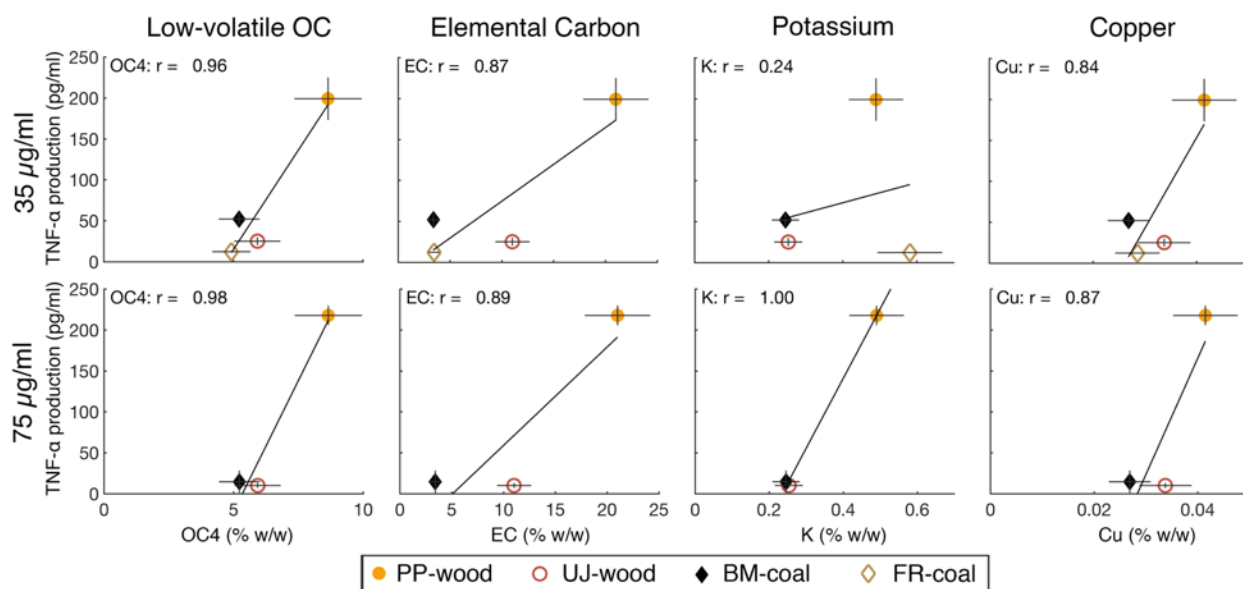 Low-volatile OC
Elemental Carbon
Potassium
Copper
35 µg/ml
TNF-α production (pg/ml)
250
200
150
100
50
0
OC4: r = 0.96
EC: r = 0.87
K: r = 0.24
Cu: r = 0.84
75 µg/ml
TNF-α production (pg/ml)
250
200
150
100
50
0
OC4: r = 0.98
EC: r = 0.89
K: r = 1.00
Cu: r = 0.87
0 5 10
0 5 10 15 20 25
0 0.2 0.4 0.6
0 0.02 0.04
OC4 (% w/w)
EC (% w/w)
K (% w/w)
Cu (% w/w)
PP-wood UJ-wood BM-coal FR-coal